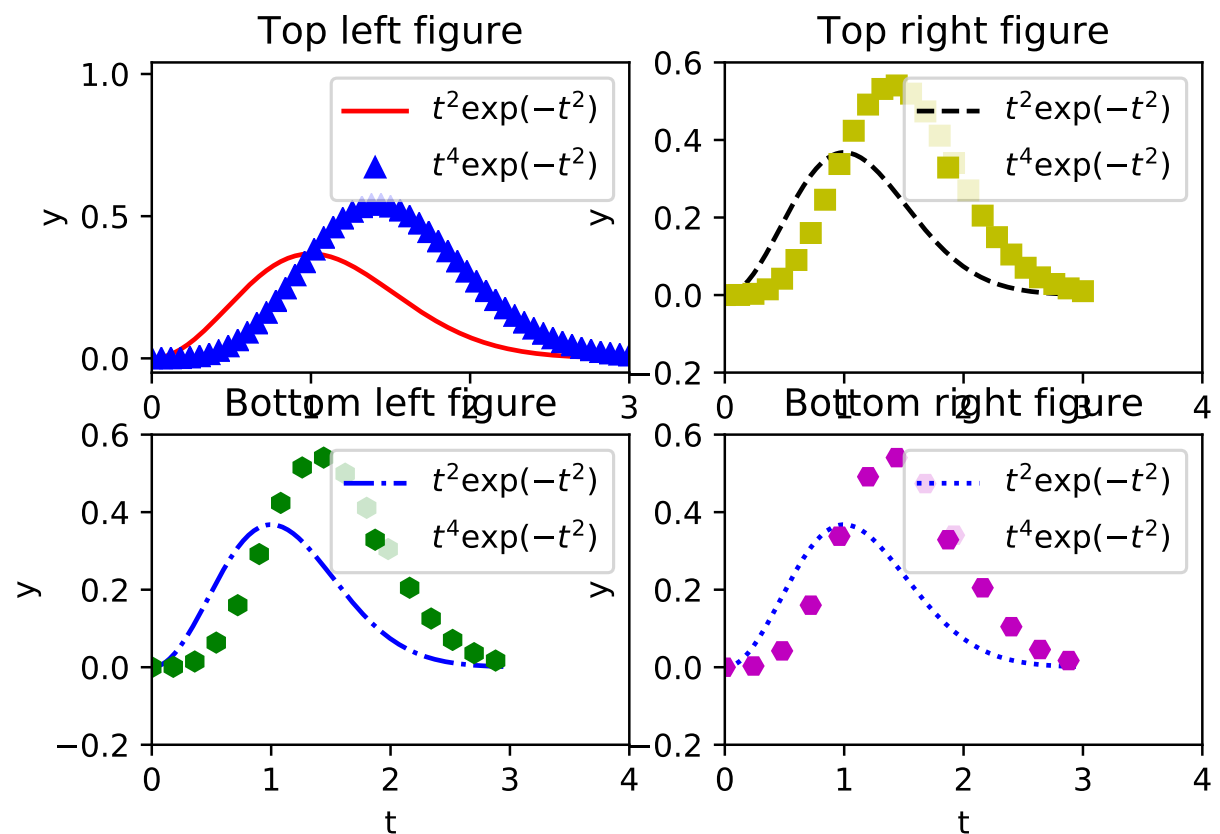 Top left figure
1.0
0.5
0.0
y
t²exp(−t²)
t⁴exp(−t²)
0 1 2 3
Top right figure
0.6
0.4
0.2
0.0
−0.2
y
t²exp(−t²)
t⁴exp(−t²)
0 1 2 3 4
Bottom left figure
0.6
0.4
0.2
0.0
−0.2
y
t²exp(−t²)
t⁴exp(−t²)
0 1 2 3 4
t
Bottom right figure
0.6
0.4
0.2
0.0
−0.2
y
t²exp(−t²)
t⁴exp(−t²)
0 1 2 3 4
t